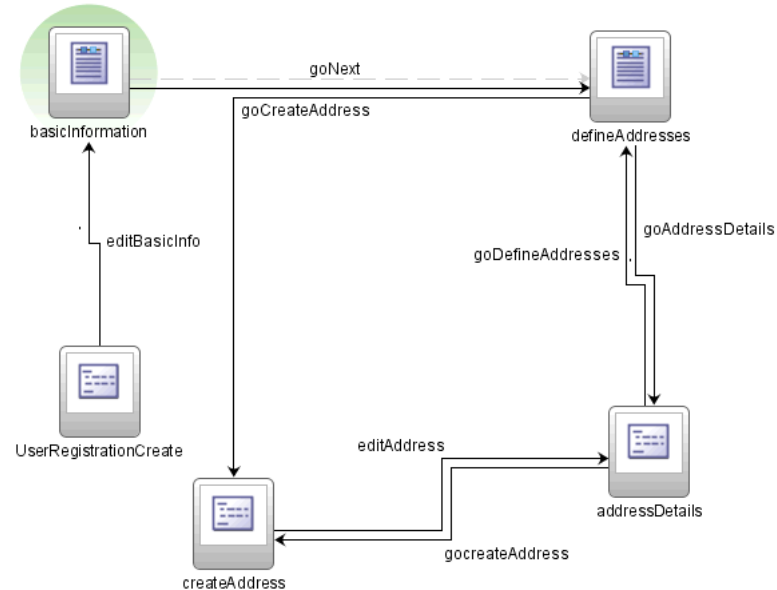 goNext
goCreateAddress
basicInformation
defineAddresses
goAddressDetails
editBasicInfo
goDefineAddresses
editAddress
UserRegistrationCreate
addressDetails
gocreateAddress
createAddress